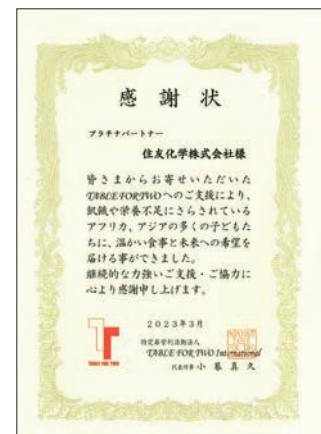 感謝状
プラチナパートナー
住友化学株式会社様
皆さまからお寄せいただいた
TABLE FOR TWOへのご支援により、
飢餓や栄養不足にさらされている
アフリカ、アジアの多くの子どもた
ちに、温かい食事と未来への希望を
届ける事ができました。
継続的な力強いご支援・ご協力に
心より感謝申し上げます。
2023年3月
特定非営利活動法人
TABLE FOR TWO International
代表理事 小暮真久
TABLE FOR TWO